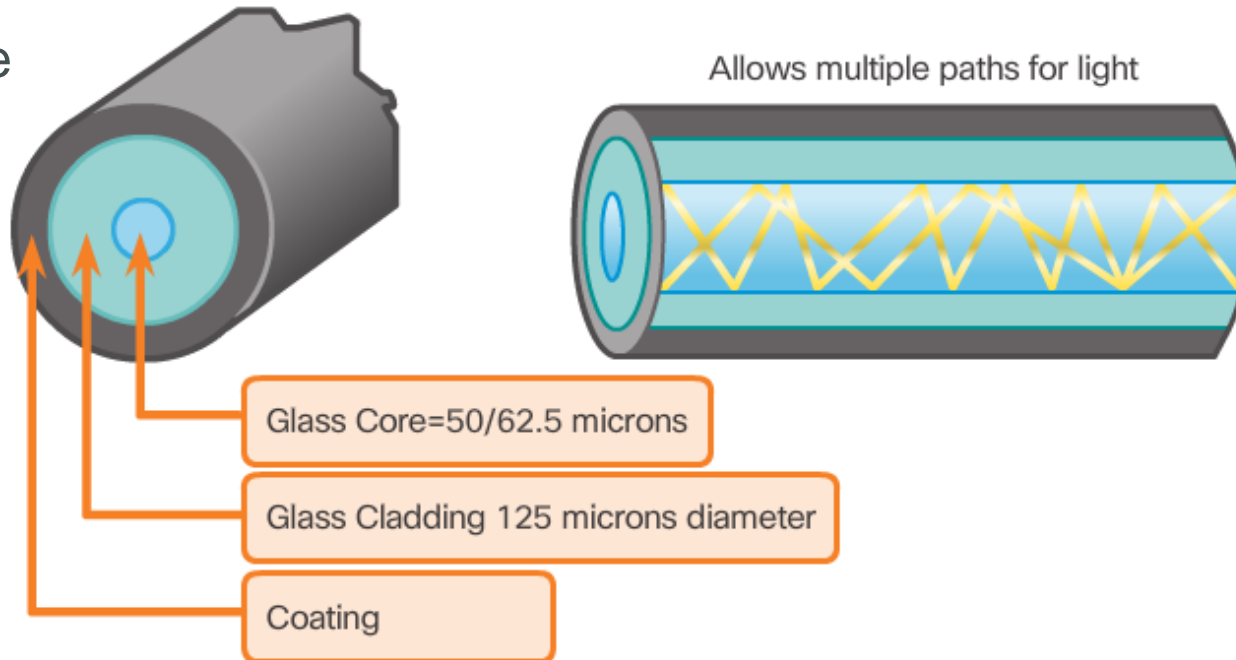 e
Allows multiple paths for light
Glass Core=50/62.5 microns
Glass Cladding 125 microns diameter
Coating